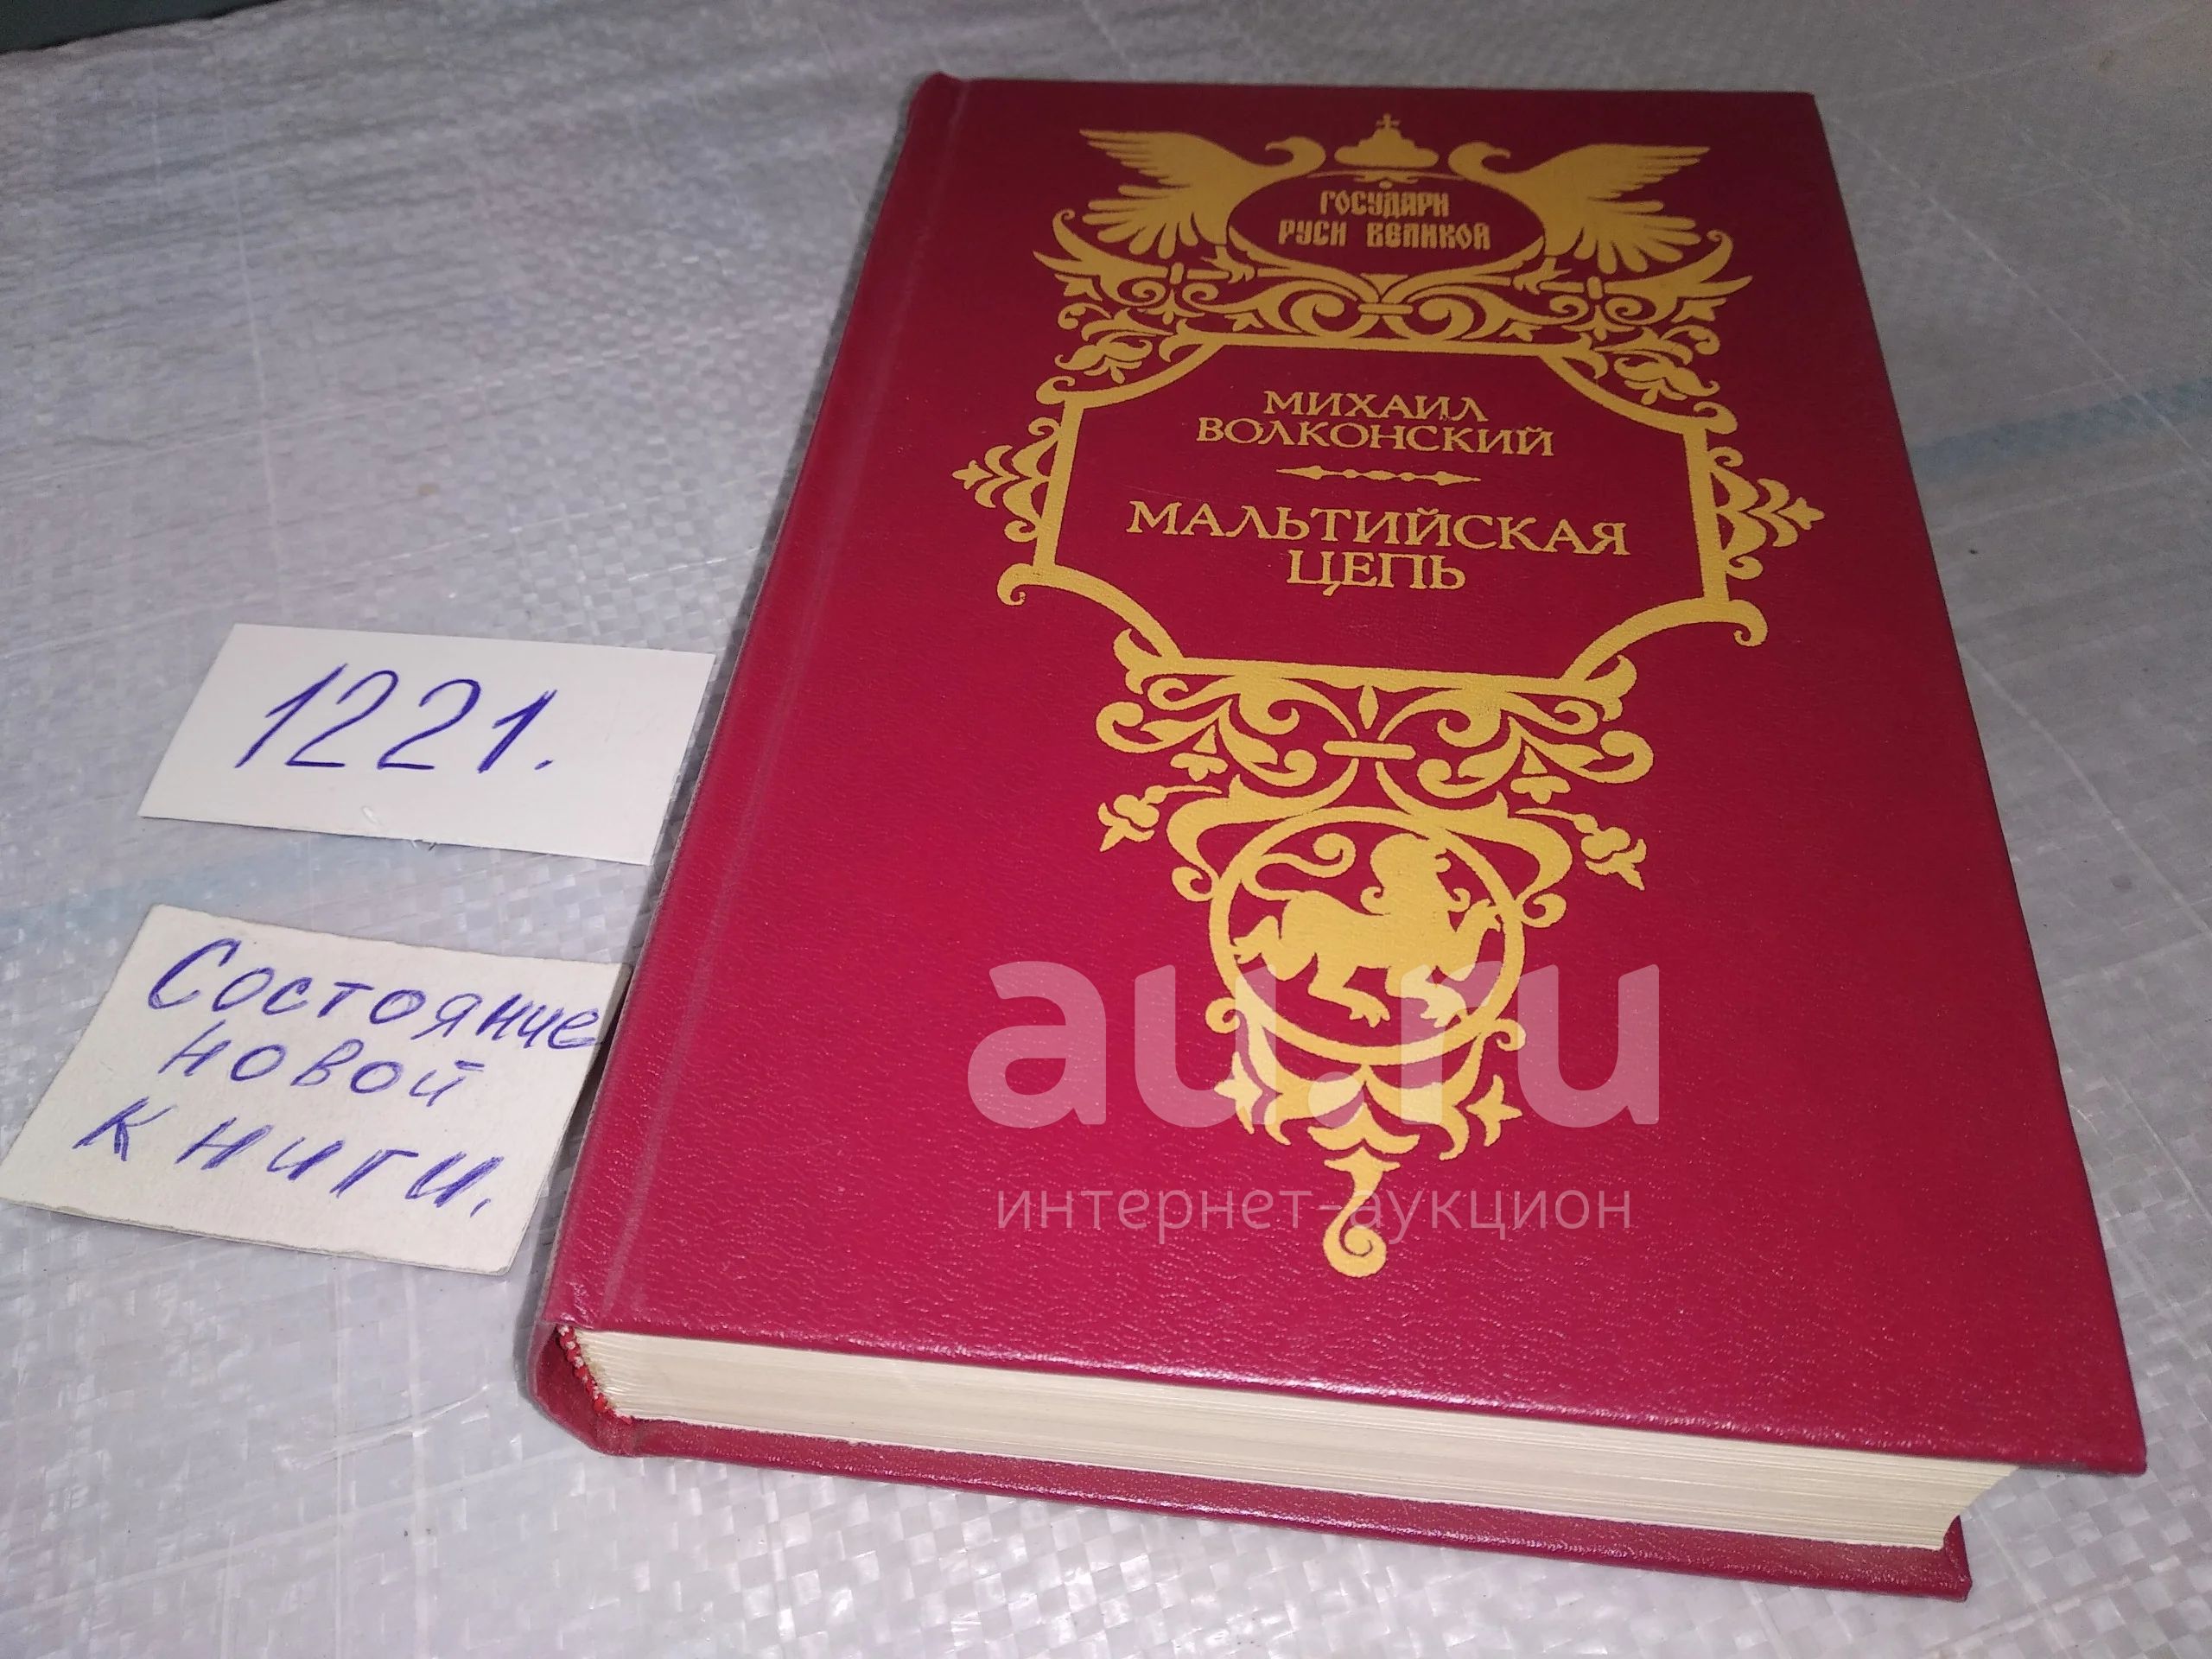 ГОСУДАРИ
РУСИ ВЕЛИКОЙ
МИХАИЛ
ВОЛКОНСКИЙ
МАЛЬТИЙСКАЯ
ЦЕПЬ
1221.
Состояние
новой
книги.
au.ru
интернет-аукцион